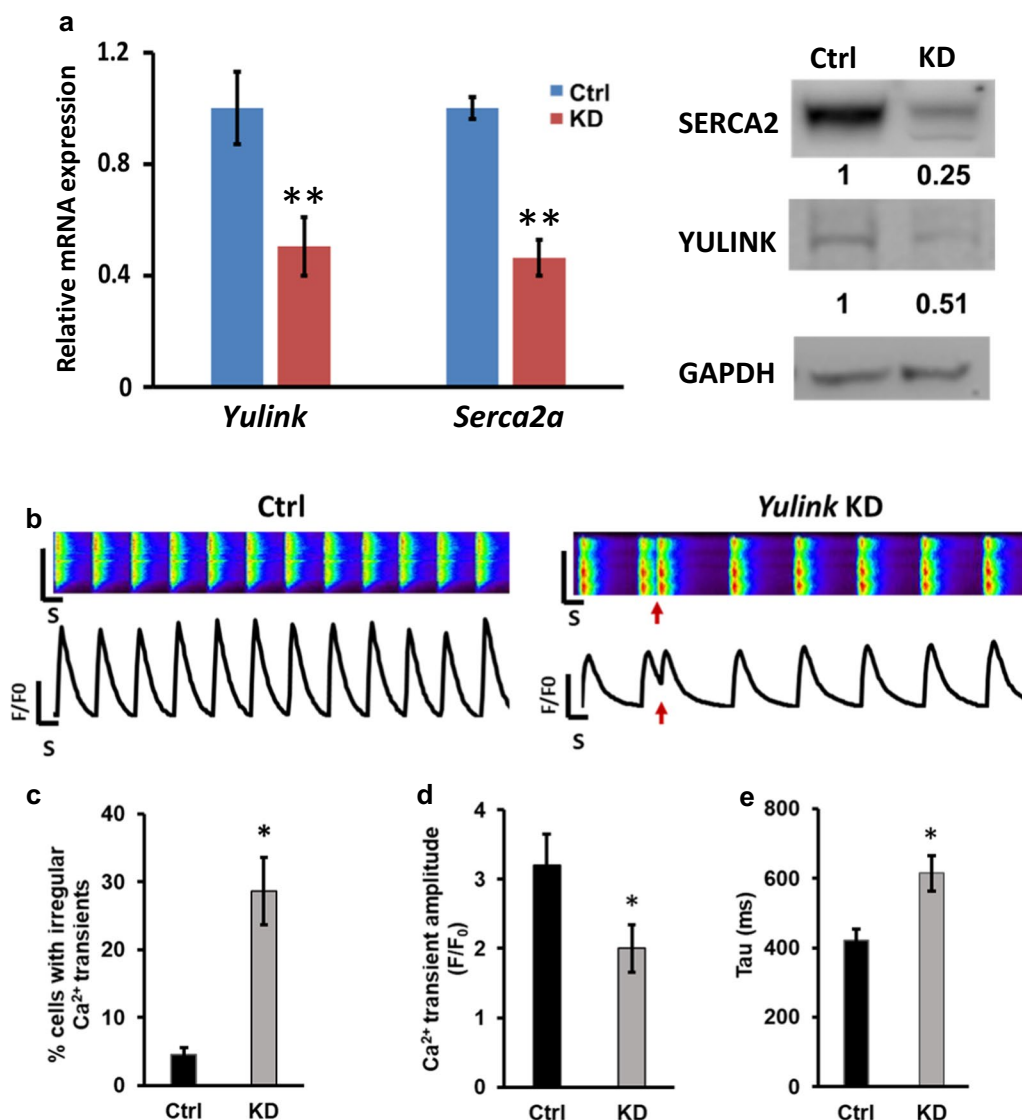 a
Relative mRNA expression
1.2
0.8
0.4
0
Ctrl
KD
**
**
Yulink
Serca2a
Ctrl KD
SERCA2
1 0.25
YULINK
1 0.51
GAPDH
b
Ctrl
S
F/F0
S
Yulink KD
S
F/F0
S
c
% cells with irregular
Ca²⁺ transients
40
30
20
10
0
*
Ctrl KD
d
Ca²⁺ transient amplitude
(F/F₀)
4
3
2
1
0
*
Ctrl KD
e
Tau (ms)
800
600
400
200
0
*
Ctrl KD